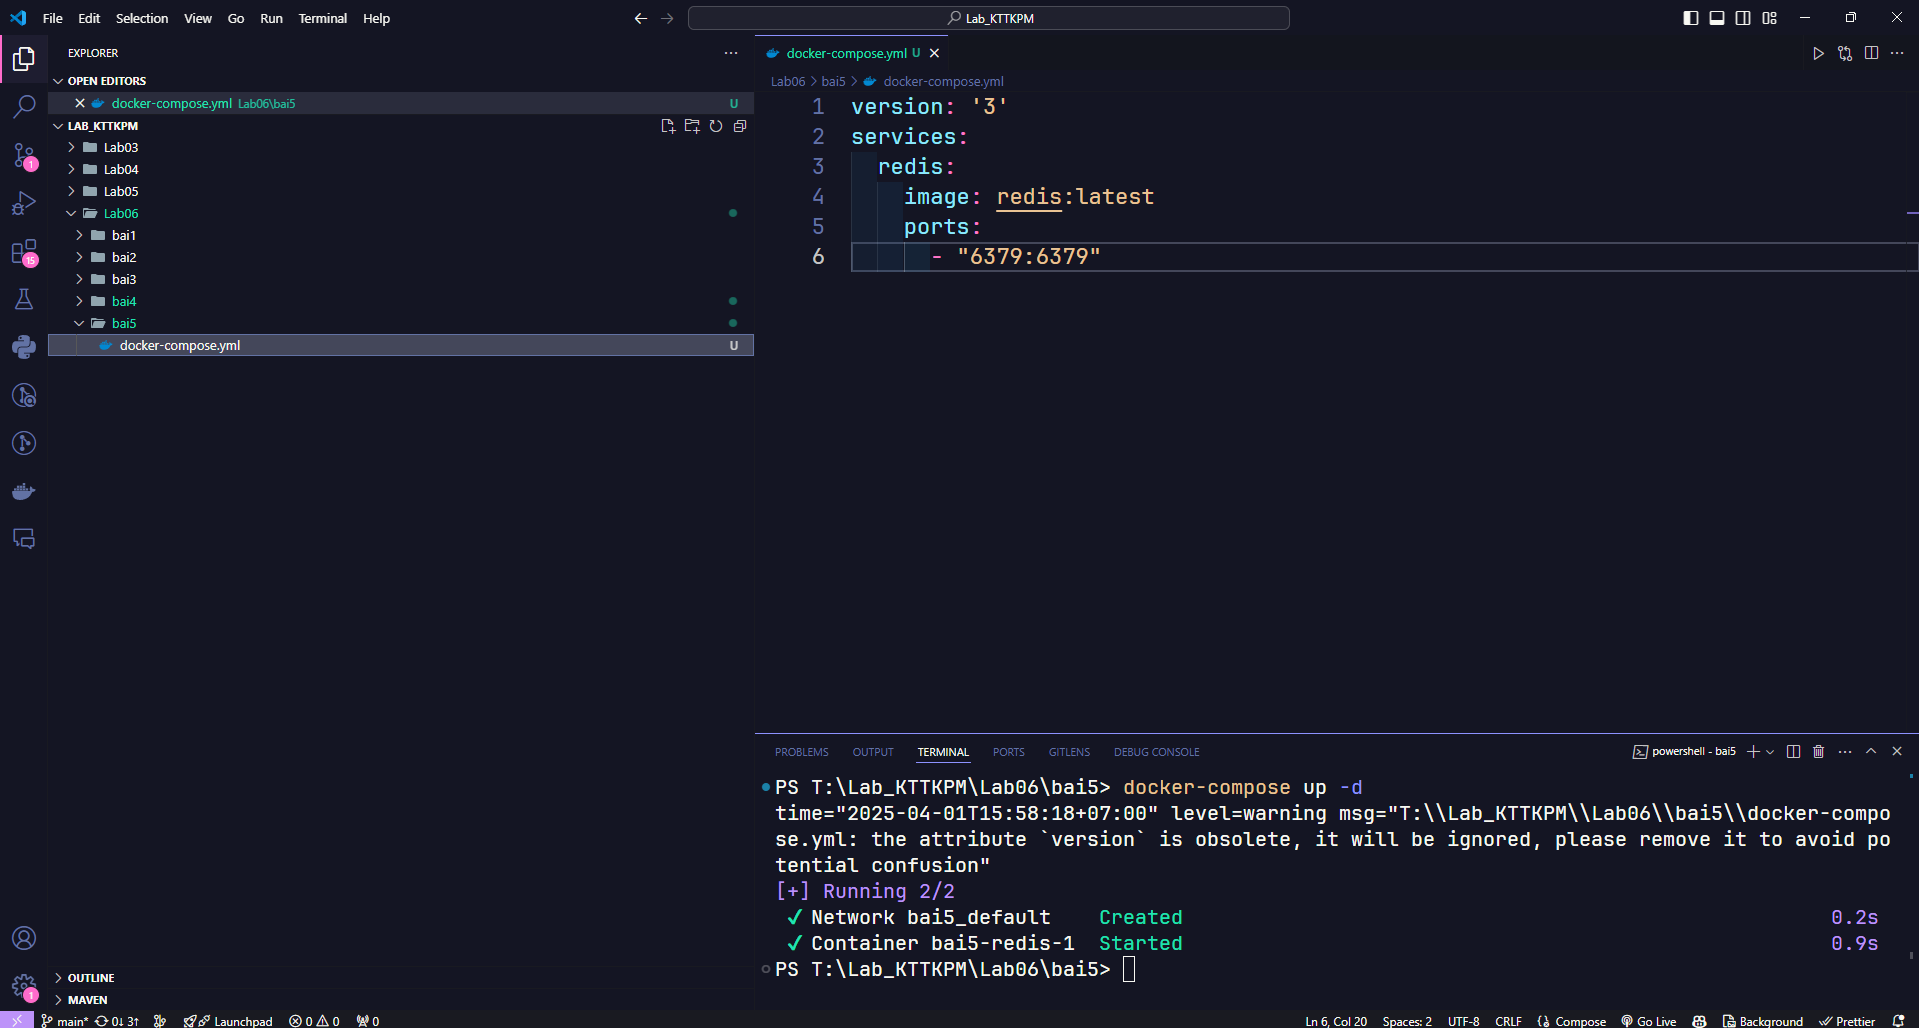 File Edit Selection View Go Run Terminal Help
Lab_KTTKPM
EXPLORER
OPEN EDITORS
docker-compose.yml Lab06\bai5 U
LAB_KTTKPM
Lab03
Lab04
Lab05
Lab06
bai1
bai2
bai3
bai4
bai5
docker-compose.yml U
OUTLINE
MAVEN
1
15
1
docker-compose.yml U
Lab06 > bai5 > docker-compose.yml
1 version: '3'
2 services:
3 redis:
4 image: redis:latest
5 ports:
6 - "6379:6379"
PROBLEMS OUTPUT TERMINAL PORTS GITLENS DEBUG CONSOLE
powershell - bai5
PS T:\Lab_KTTKPM\Lab06\bai5> docker-compose up -d
time="2025-04-01T15:58:18+07:00" level=warning msg="T:\\Lab_KTTKPM\\Lab06\\bai5\\docker-compo
se.yml: the attribute `version` is obsolete, it will be ignored, please remove it to avoid po
tential confusion"
[+] Running 2/2
✔ Network bai5_default Created 0.2s
✔ Container bai5-redis-1 Started 0.9s
PS T:\Lab_KTTKPM\Lab06\bai5>
main* 0↓ 3↑ Launchpad 0 0 0
Ln 6, Col 20 Spaces: 2 UTF-8 CRLF Compose Go Live Background Prettier